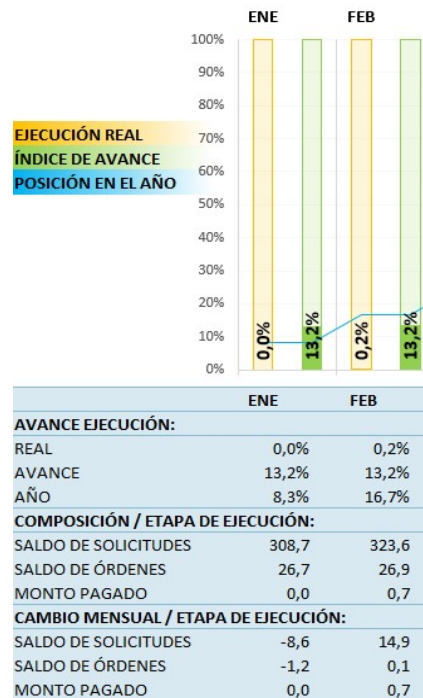 ENE FEB
100%
90%
80%
EJECUCIÓN REAL 70%
ÍNDICE DE AVANCE
POSICIÓN EN EL AÑO 60%
50%
40%
30%
20%
10%
0%
0,0% 13,2% 0,2% 13,2%
ENE FEB
AVANCE EJECUCIÓN:
REAL 0,0% 0,2%
AVANCE 13,2% 13,2%
AÑO 8,3% 16,7%
COMPOSICIÓN / ETAPA DE EJECUCIÓN:
SALDO DE SOLICITUDES 308,7 323,6
SALDO DE ÓRDENES 26,7 26,9
MONTO PAGADO 0,0 0,7
CAMBIO MENSUAL / ETAPA DE EJECUCIÓN:
SALDO DE SOLICITUDES -8,6 14,9
SALDO DE ÓRDENES -1,2 0,1
MONTO PAGADO 0,0 0,7